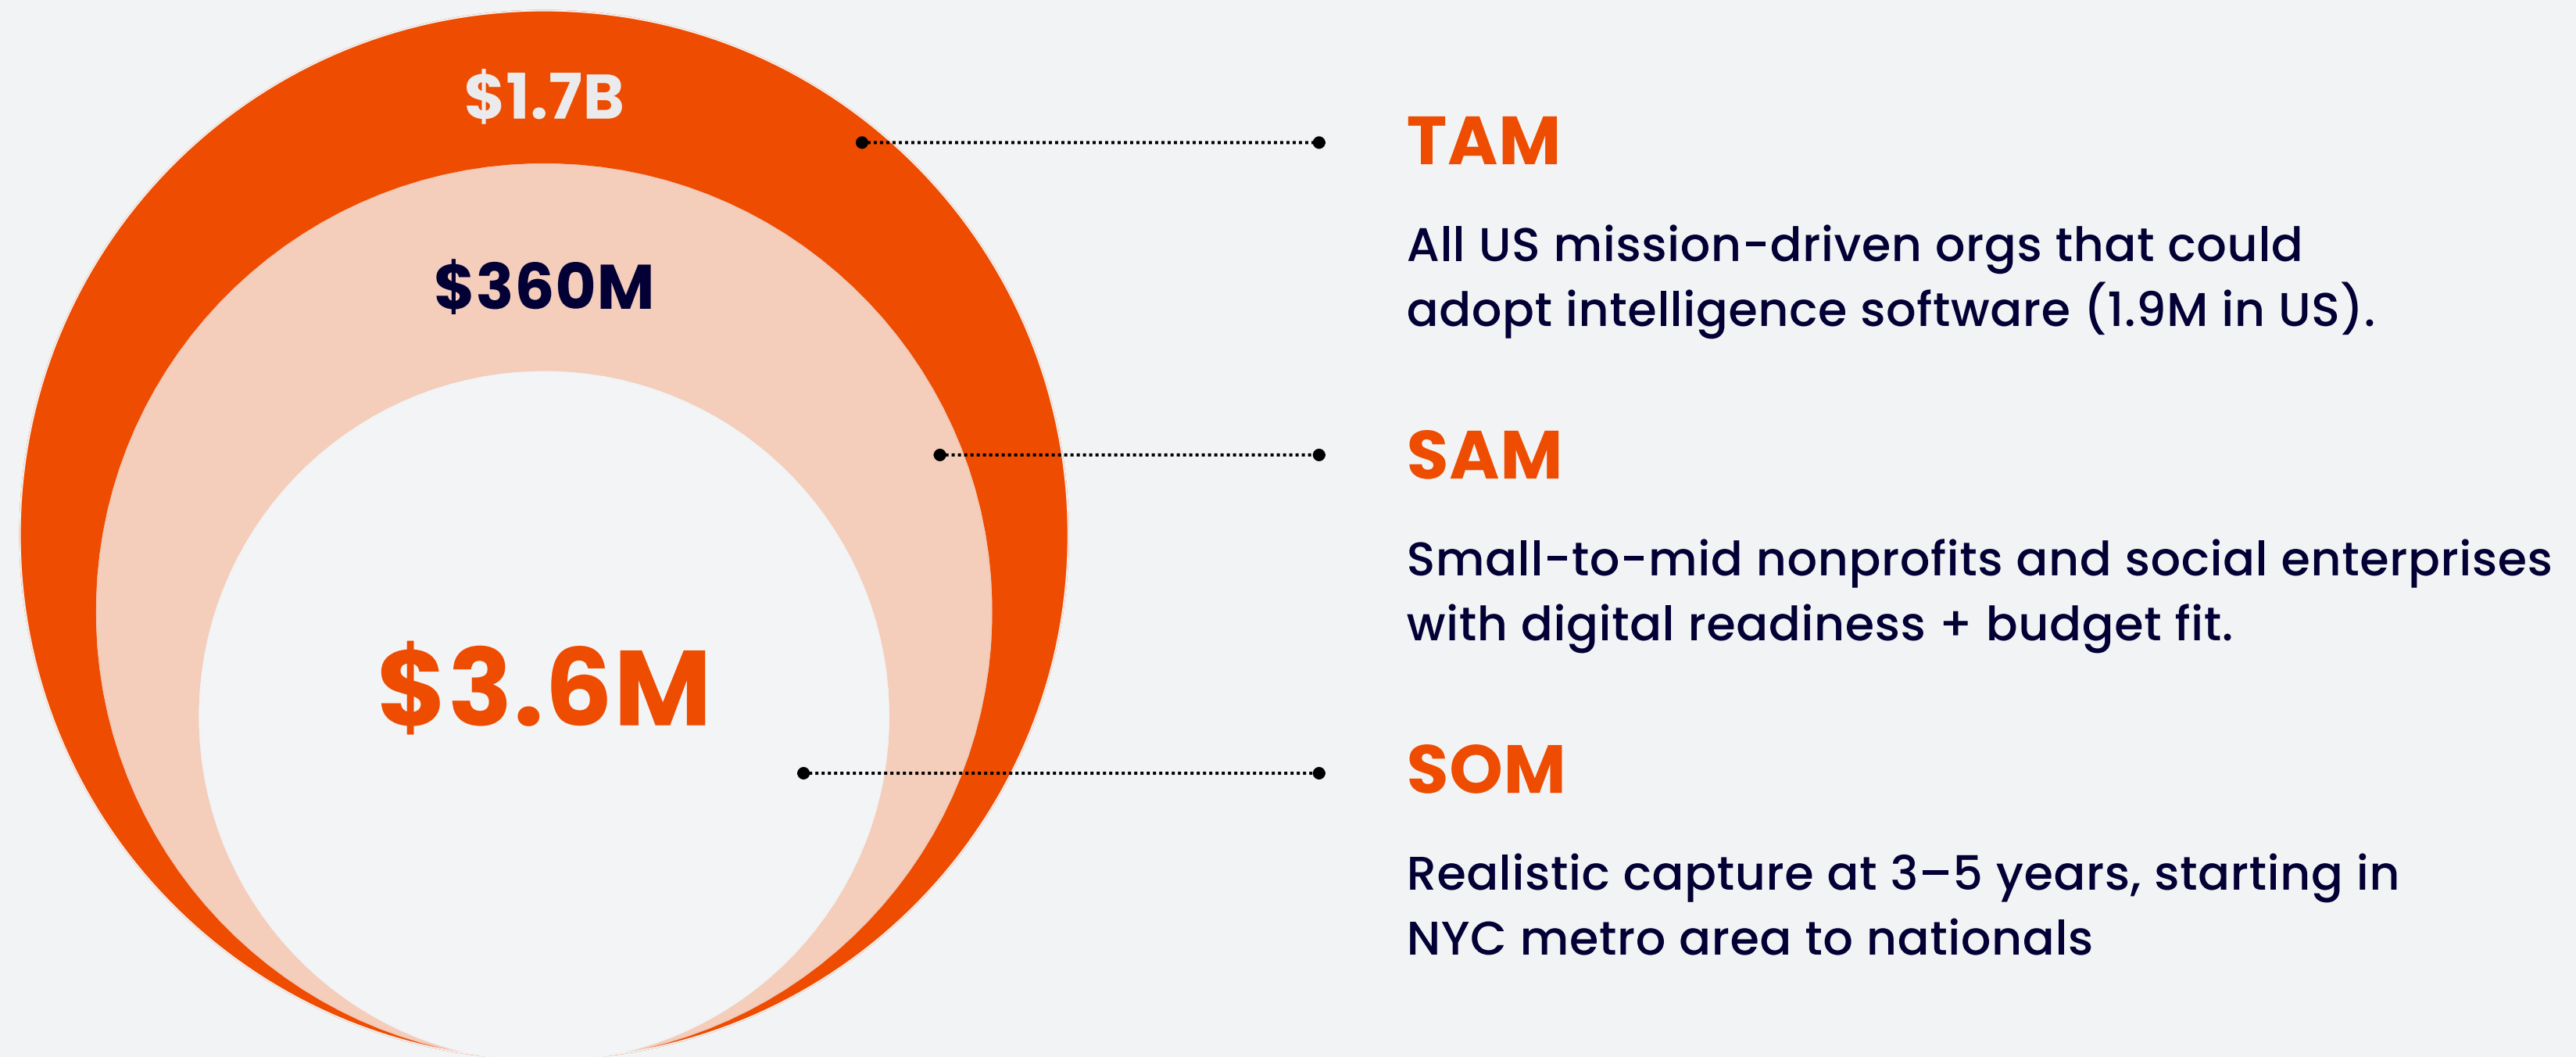 $1.7B
$360M
$3.6M
TAM
All US mission-driven orgs that could
adopt intelligence software (1.9M in US).
SAM
Small-to-mid nonprofits and social enterprises
with digital readiness + budget fit.
SOM
Realistic capture at 3–5 years, starting in
NYC metro area to nationals